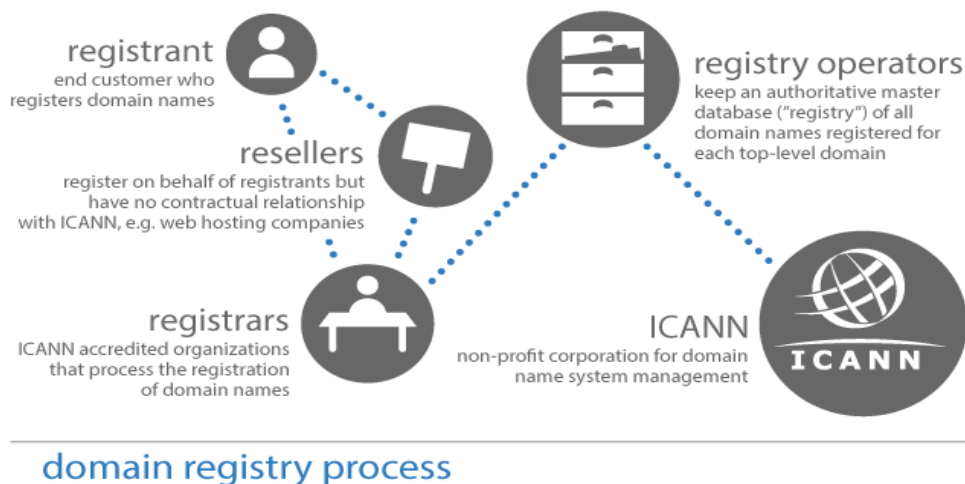 registrant
end customer who
registers domain names
resellers
register on behalf of registrants but
have no contractual relationship
with ICANN, e.g. web hosting companies
registrars
ICANN accredited organizations
that process the registration
of domain names
registry operators
keep an authoritative master
database ("registry") of all
domain names registered for
each top-level domain
ICANN
non-profit corporation for domain
name system management
ICANN
domain registry process